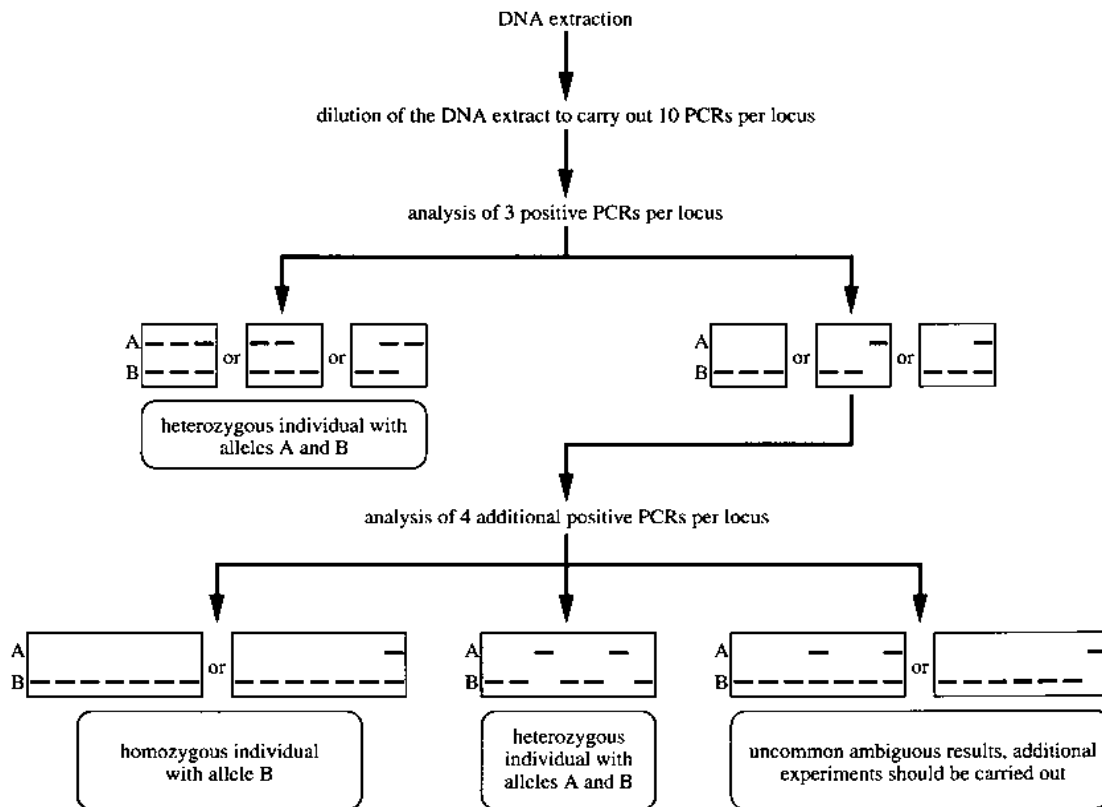 DNA extraction
dilution of the DNA extract to carry out 10 PCRs per locus
analysis of 3 positive PCRs per locus
A or or
B
heterozygous individual with
alleles A and B
A or or
B
analysis of 4 additional positive PCRs per locus
A or
B
homozygous individual
with allele B
A
B
heterozygous
individual with
alleles A and B
A or
B
uncommon ambiguous results, additional
experiments should be carried out